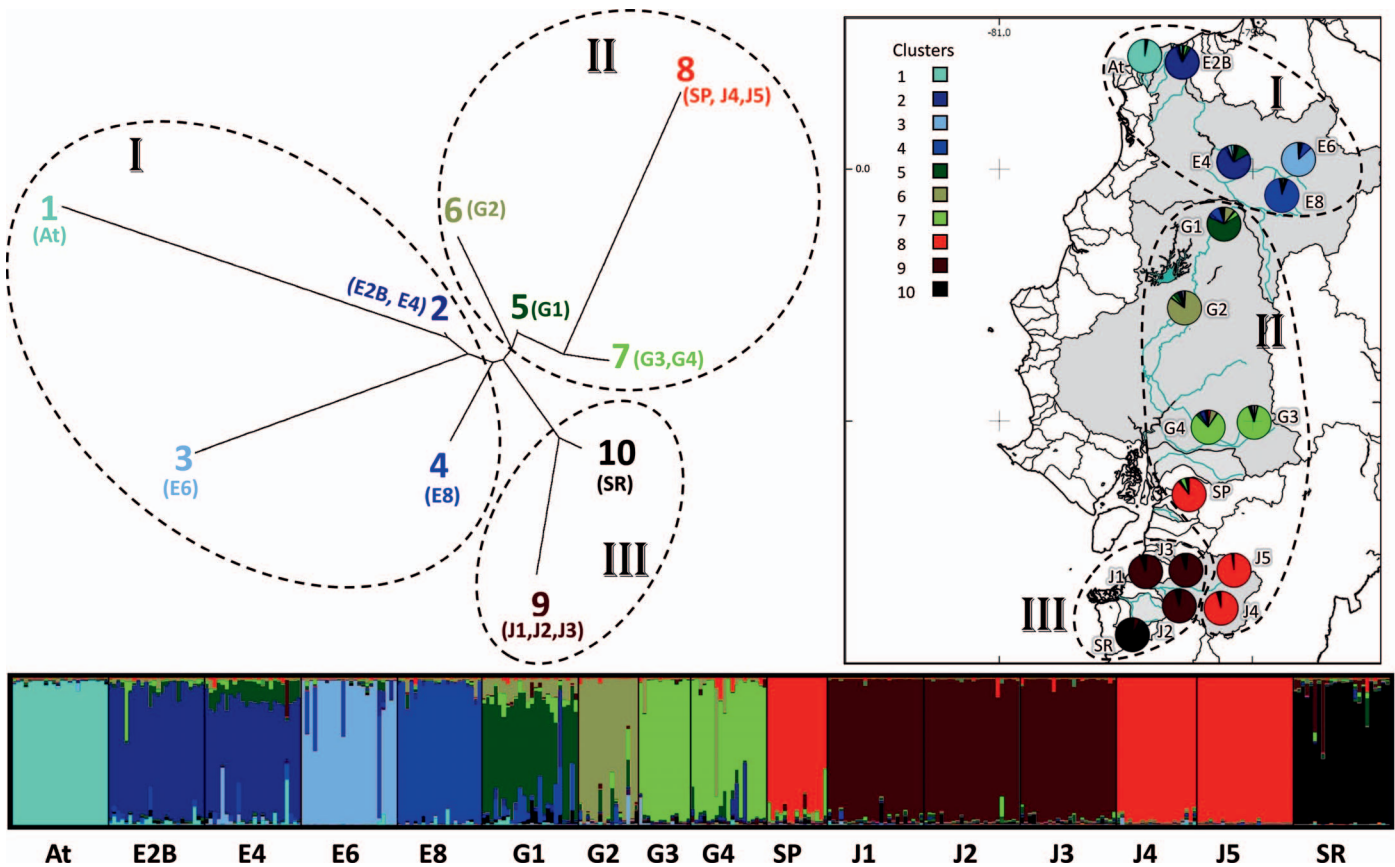 II
8
(SP, J4,J5)
I
1
(At)
6 (G2)
(E2B, E4) 2
5 (G1)
7 (G3,G4)
3
(E6)
4
(E8)
10
(SR)
III
9
(J1,J2,J3)
-81.0
Clusters
1
2
3
4
5
6
7
8
9
10
0.0
At
E2B
I
E4
E6
E8
G1
G2
II
G4
G3
SP
J3
J1
J5
III
J2
J4
SR
At E2B E4 E6 E8 G1 G2 G3 G4 SP J1 J2 J3 J4 J5 SR